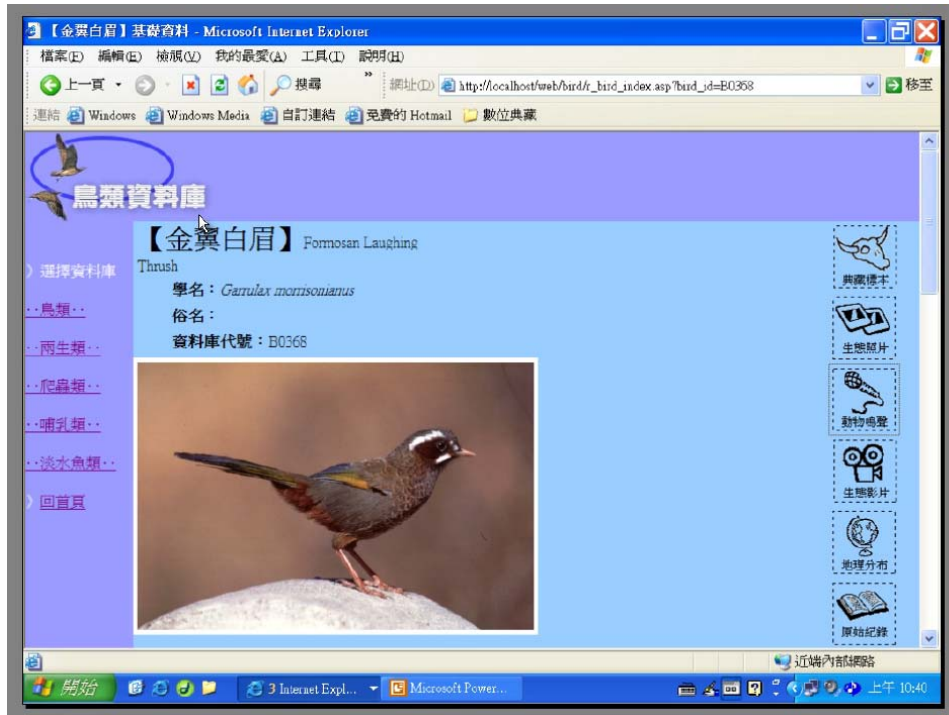 【金翼白眉】基礎資料 - Microsoft Internet Explorer
檔案(F) 編輯(E) 檢視(V) 我的最愛(A) 工具(T) 說明(H)
上一頁 搜尋 » 網址(D) http://localhost/web/bird/r_bird_index.asp?bird_id=B0368 移至
連結 Windows Windows Media 自訂連結 免費的 Hotmail 數位典藏
鳥類資料庫
【金翼白眉】 Formosan Laughing
Thrush
學名：Garrulax morrisonianus
俗名：
資料庫代號：B0368
〉選擇資料庫
‥鳥類‥
‥兩生類‥
‥爬蟲類‥
‥哺乳類‥
‥淡水魚類‥
〉回首頁
典藏標本
生態照片
動物鳴聲
生態影片
地理分布
原始紀錄
近端內部網路
開始 3 Internet Expl... Microsoft Power... 上午 10:40